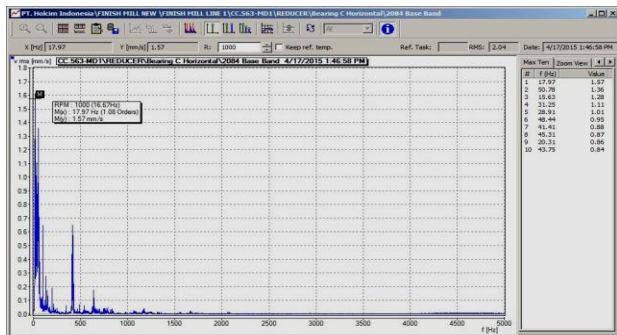 PT. Holcim Indonesia\FINISH MILL NEW \FINISH MILL LINE 1\CC.563-MD1\REDUCER\Bearing C Horizontal\2084 Base Band
X [Hz] 17.97 Y [mm/s] 1.57 R: 1000 Keep ref. temp. Ref. Task: RMS: 2.04 Date: 4/17/2015 1:46:58 PM
All
v rms [mm/s] (CC.563-MD1\REDUCER\Bearing C Horizontal\2084 Base Band 4/17/2015 1:46:58 PM)
Max Ten Zoom View
# f (Hz) Value
1 17.97 1.57
2 50.78 1.36
3 15.63 1.28
4 31.25 1.11
5 28.91 1.01
6 48.44 0.95
7 41.41 0.88
8 45.31 0.87
9 20.31 0.86
10 43.75 0.84
M
RPM : 1000 (16.67Hz)
M(x) : 17.97 Hz (1.08 Orders)
M(y) : 1.57 mm/s
1.8
1.7
1.6
1.5
1.4
1.3
1.2
1.1
1.0
0.9
0.8
0.7
0.6
0.5
0.4
0.3
0.2
0.1
0.0
0 500 1000 1500 2000 2500 3000 3500 4000 4500 5000
f [Hz]